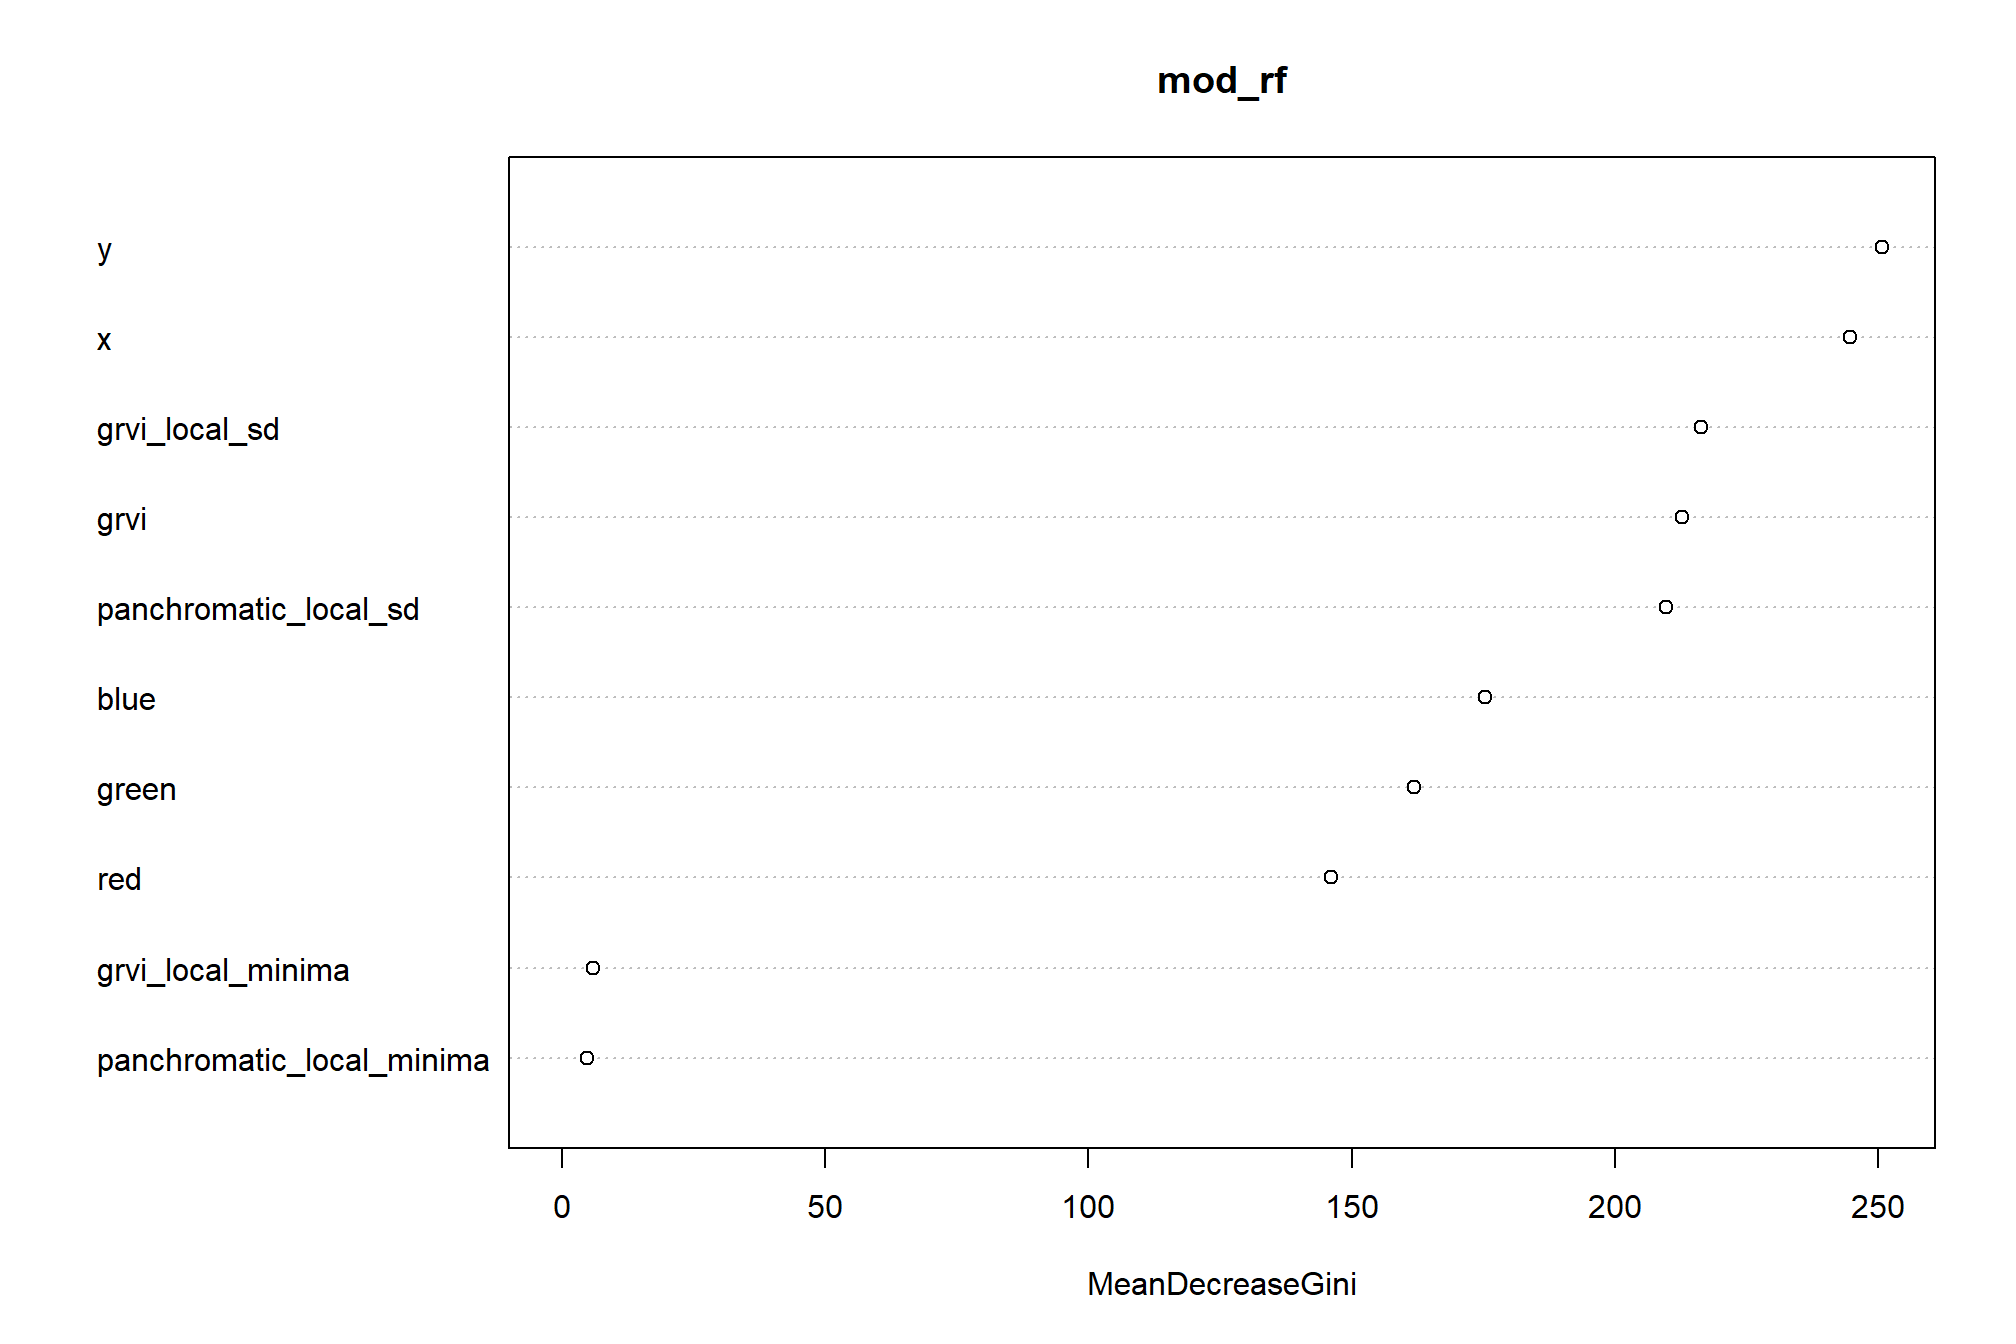 mod_rf
y
x
grvi_local_sd
grvi
panchromatic_local_sd
blue
green
red
grvi_local_minima
panchromatic_local_minima
0 50 100 150 200 250
MeanDecreaseGini